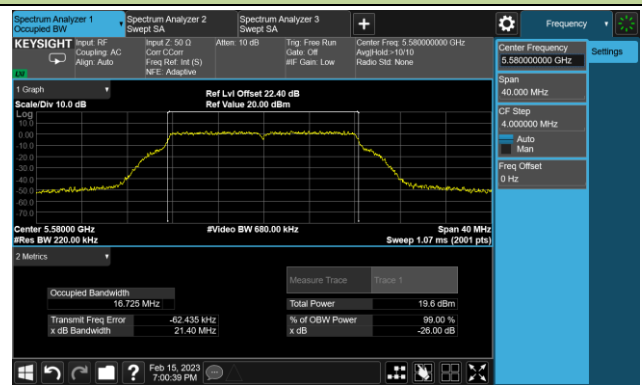 Spectrum Analyzer 1
Occupied BW
Spectrum Analyzer 2
Swept SA
Spectrum Analyzer 3
Swept SA
+
Frequency
KEYSIGHT
Input: RF
Coupling: AC
Align: Auto
Input Z: 50 Ω
Corr CCorr
Freq Ref: Int (S)
NFE: Adaptive
Atten: 10 dB
Trig: Free Run
Gate: Off
#IF Gain: Low
Center Freq: 5.580000000 GHz
Avg|Hold:>10/10
Radio Std: None
LW
Center Frequency
5.580000000 GHz
Settings
Span
40.000 MHz
CF Step
4.000000 MHz
Auto
Man
Freq Offset
0 Hz
1 Graph
Scale/Div 10.0 dB
Ref Lvl Offset 22.40 dB
Ref Value 20.00 dBm
Log
10.0
0.00
-10.0
-20.0
-30.0
-40.0
-50.0
-60.0
-70.0
Center 5.58000 GHz
#Res BW 220.00 kHz
#Video BW 680.00 kHz
Span 40 MHz
Sweep 1.07 ms (2001 pts)
2 Metrics
Measure Trace
Trace 1
Occupied Bandwidth
16.725 MHz
Total Power
19.6 dBm
Transmit Freq Error
-62.435 kHz
% of OBW Power
99.00 %
x dB Bandwidth
21.40 MHz
x dB
-26.00 dB
?
Feb 15, 2023
7:00:39 PM